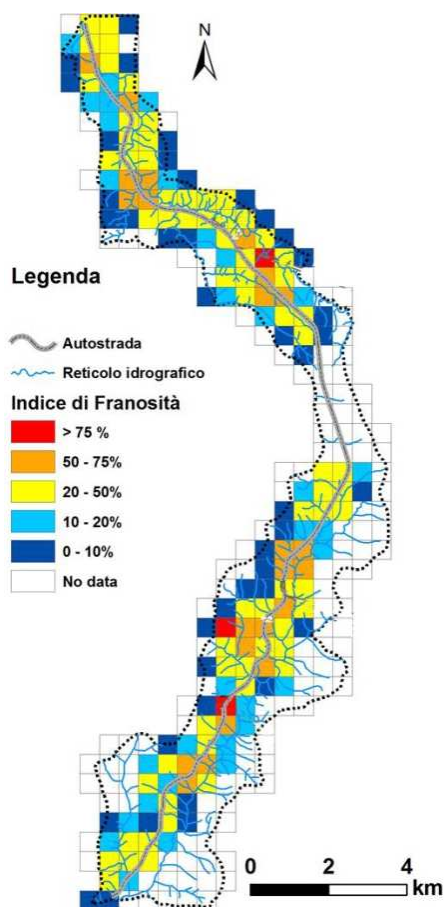 N
Legenda
Autostrada
Reticolo idrografico
Indice di Franosità
> 75 %
50 - 75%
20 - 50%
10 - 20%
0 - 10%
No data
0 2 4
km